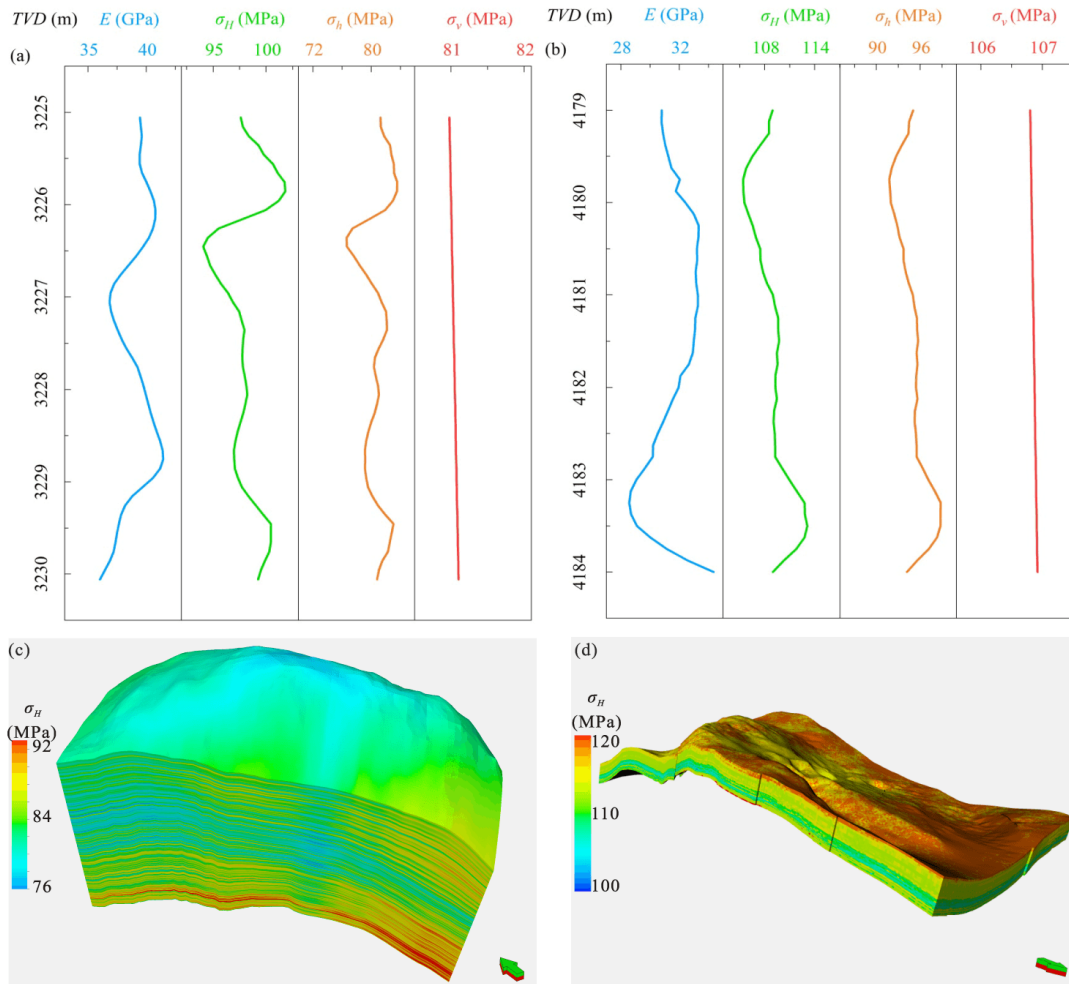 TVD (m) E (GPa) σH (MPa) σh (MPa) σv (MPa)
35 40 95 100 72 80 81 82
(a)
3225
3226
3227
3228
3229
3230
TVD (m) E (GPa) σH (MPa) σh (MPa) σv (MPa)
28 32 108 114 90 96 106 107
(b)
4179
4180
4181
4182
4183
4184
(c)
σH
(MPa)
92
84
76
(d)
σH
(MPa)
120
110
100